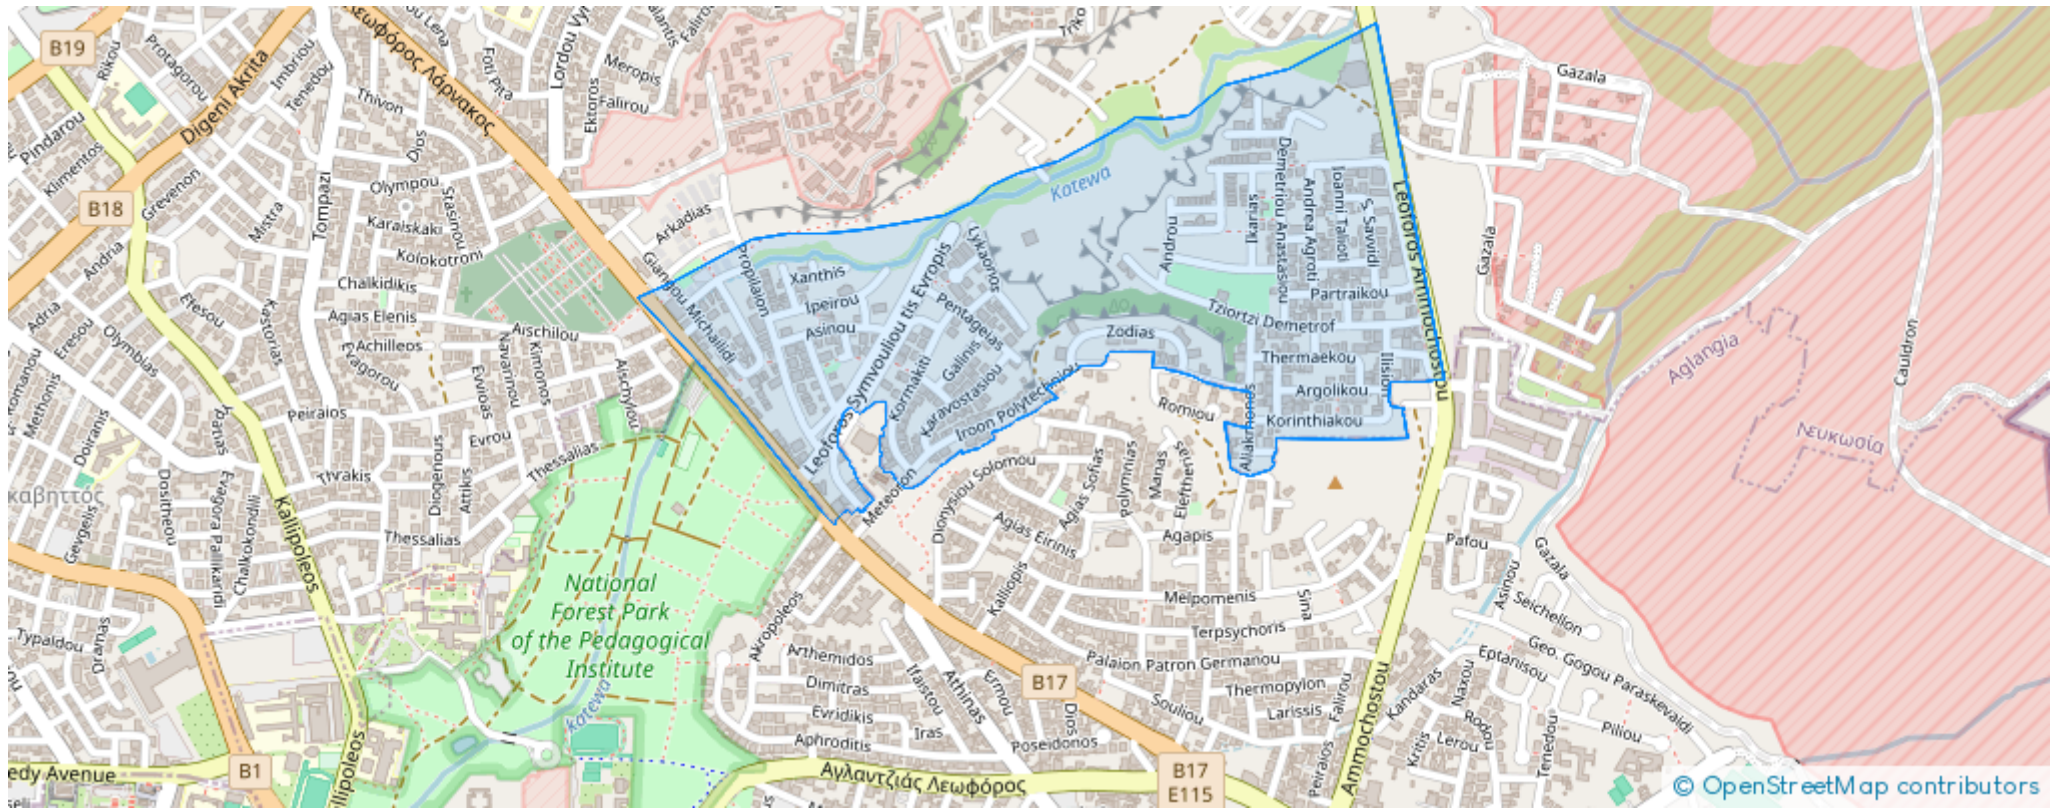 B19
Rikou
Protagorou
Imbriou
Tenedou
Pindarou
Klimentos
Digeni Akrita
B18
Grevenon
Mistra
Andria
Adria
Eresou
Efesou
Olymbias
Kastorias
Tompazi
Thivon
Dios
Olympou
Stasinou
Karaiskaki
Kolokotroni
Chalkidikis
Agias Elenis
Achilleos
Evagorou
Aischilou
Aischylou
Navarinou
Kimonos
Evvoias
Peiraios
Evrou
Thessalias
Thrakis
Diogenous
Attikis
Thessalias
Methonis
Doiranis
Dositheou
Gevgelis
Evagora Pallikaridi
Chalkokondili
Kallipoleos
καβηττός
Typaldou
Dramas
B1
edy Avenue
Λεωφόρος Λάρνακος
Foti Pita
Lordou Vyr
Meropis
Falirou
Ektoros
Arkadias
Giangou Michailidi
Propilaion
Xanthis
Ipeirou
Asinou
Leoforos Symvouliou tis Evropis
Lykaonos
Pentageias
Galinis
Kormakiti
Karavostasiou
Iroon Polytechniou
Meteoron
Kotewa
Androu
Ikarias
Demetriou Anastasiou
Andrea Agroti
Ioanni Talioti
S. Savvidi
Partraikou
Tziortzi Demetrof
Zodias
Thermaekou
Ilision
Argolikou
Korinthiakou
Aliakmonos
Leoforos Ammochostou
Romiou
Dionysiou Solomou
Agias Sofias
Polymnias
Manas
Eleftherias
Agias Eirinis
Agapis
Kalliopis
Melpomenis
Sina
Terpsychoris
Palaion Patron Germanou
Thermopylon
Souliou
Larissis
Falirou
Peiraios
Ammochostou
National
Forest Park
of the Pedagogical
Institute
Kotewa
Akropoleos
Arthemidos
Dimitras
Evridikis
Aphroditis
Iras
Ifaistou
Athinas
Ermou
Dios
Poseidonos
B17
B17
E115
Αγλαντζιάς Λεωφόρος
Gazala
Gazala
Aglangia
Λευκωσία
Cauldron
Pafou
Gazala
Asinou
Seichellon
Geo. Gogou Paraskevaidi
Eptanisou
Kandaras
Naxou
Rodou
Lerou
Kritis
Tenedou
Piliou
© OpenStreetMap contributors